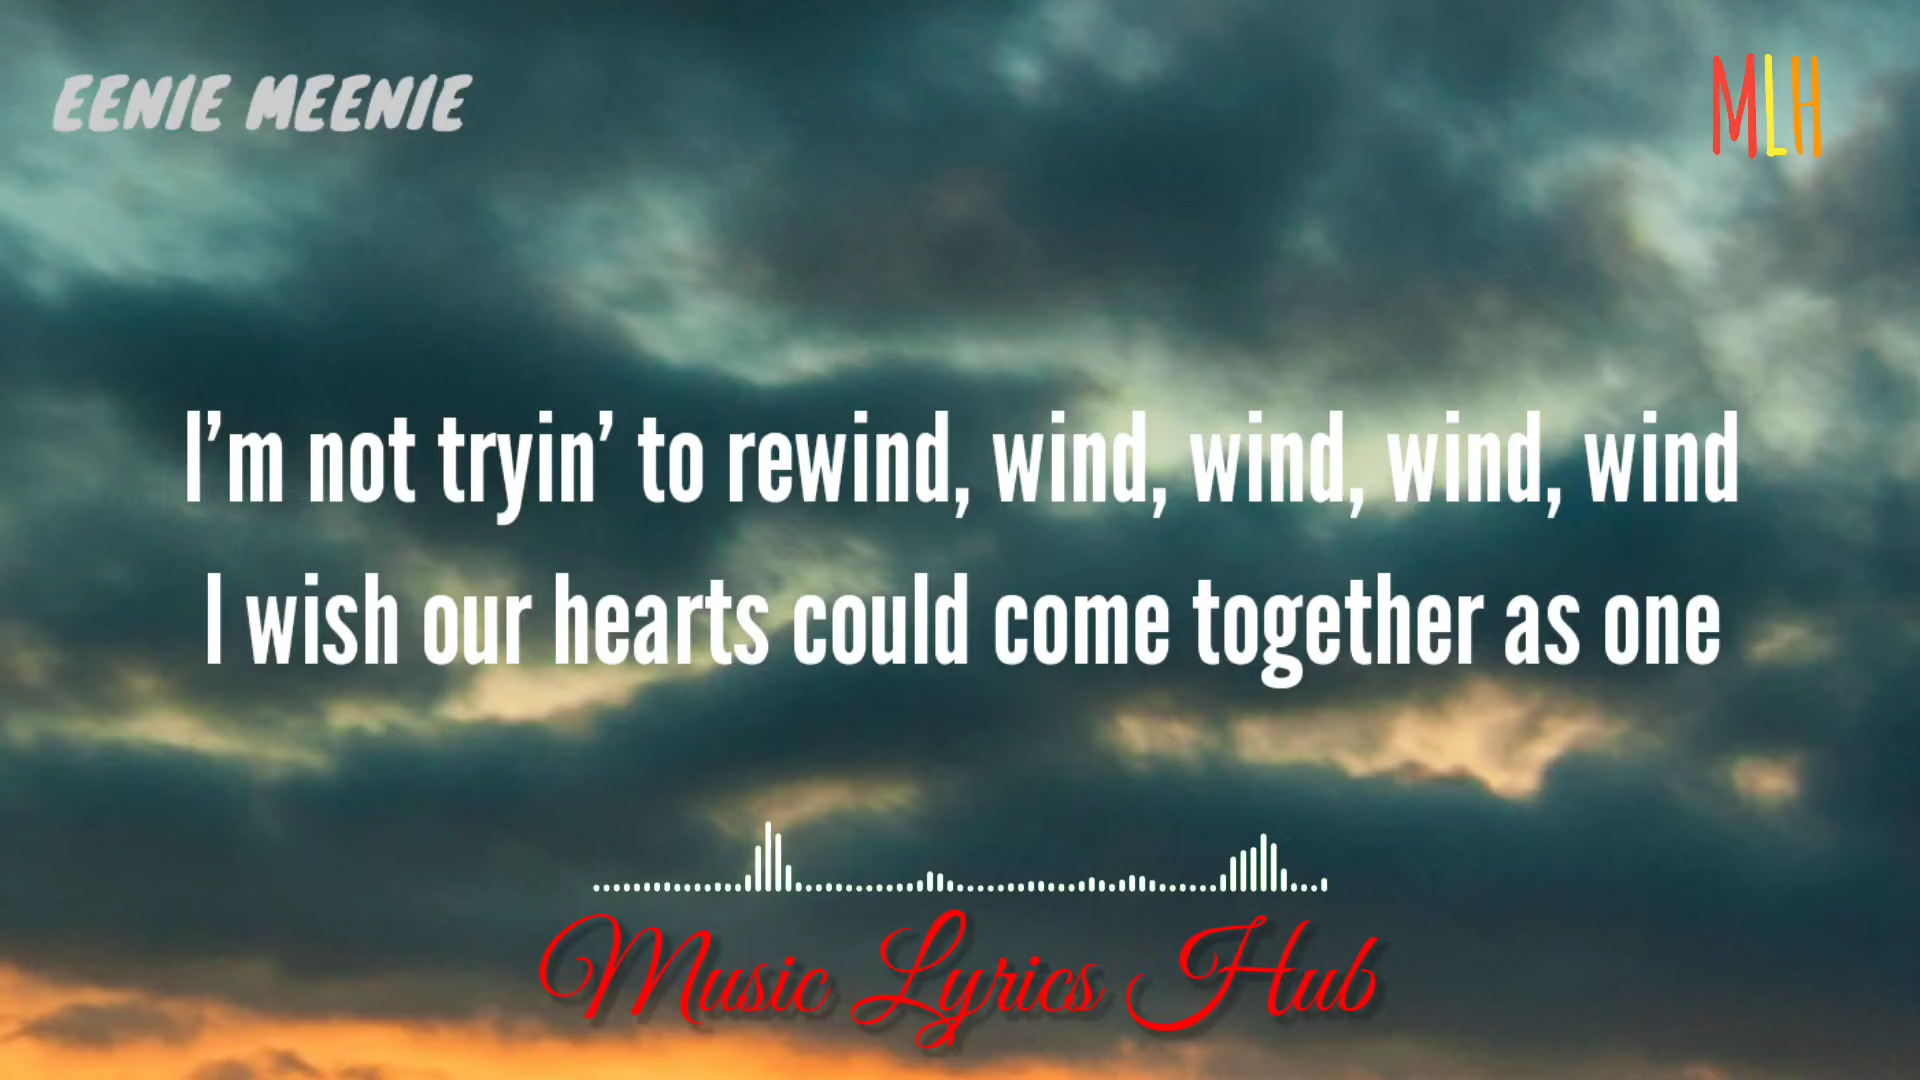 EENIE MEENIE
MLH
I'm not tryin' to rewind, wind, wind, wind, wind
I wish our hearts could come together as one
Music Lyrics Hub